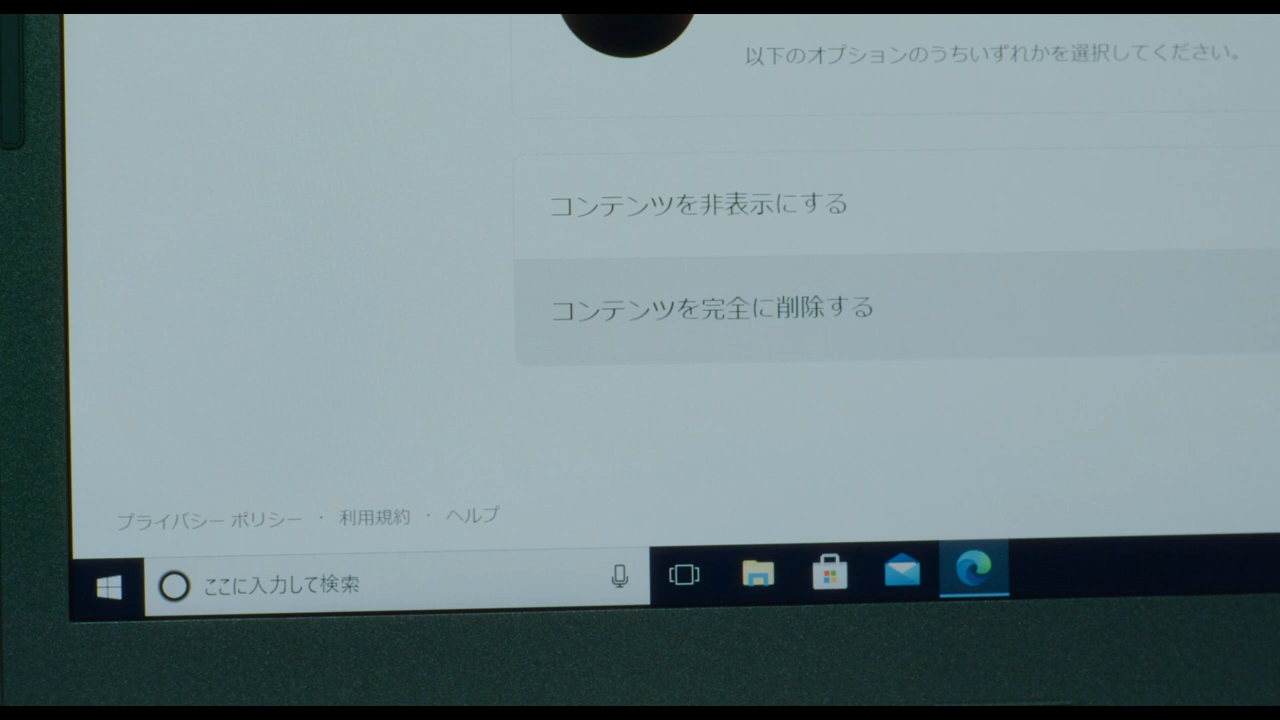 以下のオプションのうちいずれかを選択してください。
コンテンツを非表示にする
コンテンツを完全に削除する
プライバシー ポリシー ・ 利用規約 ・ ヘルプ
ここに入力して検索